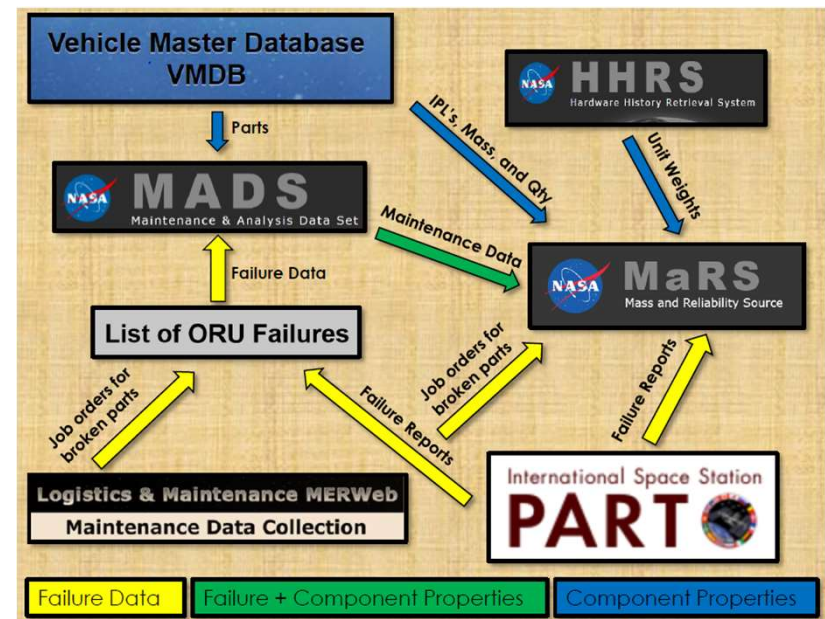 Vehicle Master Database
VMDB
NASA
HHRS
Hardware History Retrieval System
Parts
IPL's, Mass, and Qty
Unit Weights
NASA
MADS
Maintenance & Analysis Data Set
Maintenance Data
Failure Data
NASA
MaRS
Mass and Reliability Source
List of ORU Failures
Job orders for
broken parts
Failure Reports
Job orders for
broken parts
Failure Reports
Logistics & Maintenance MERWeb
Maintenance Data Collection
International Space Station
PART
Failure Data
Failure + Component Properties
Component Properties